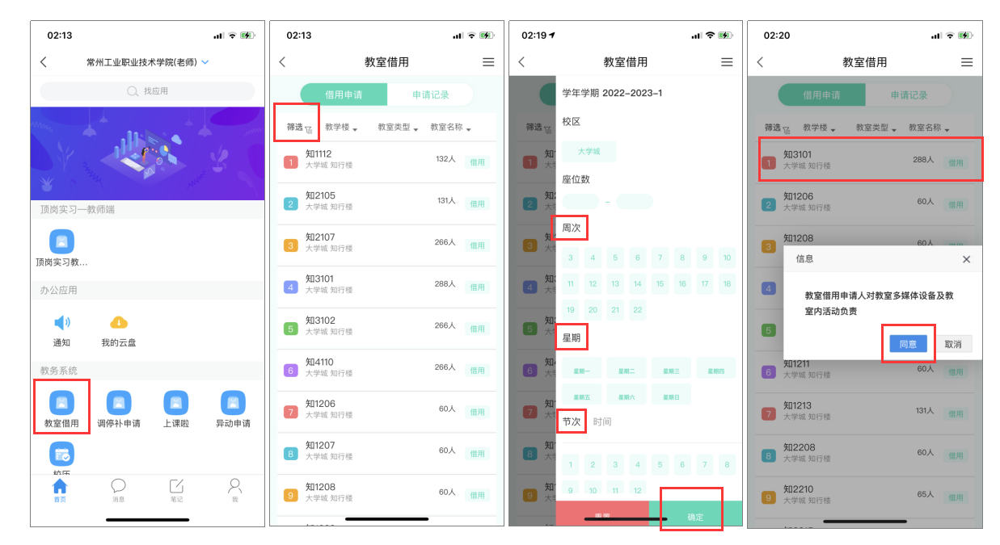 02:13
常州工业职业技术学院(老师)
找应用
顶岗实习—教师端
顶岗实习教...
办公应用
通知
我的云盘
教务系统
教室借用
调停补申请
上课啦
异动申请
校历
首页
消息
笔记
我
02:13
教室借用
借用申请
申请记录
筛选
教学楼
教室类型
教室名称
1
知1112
大学城 知行楼
132人
借用
2
知2105
大学城 知行楼
131人
借用
3
知2107
大学城 知行楼
266人
借用
4
知3101
大学城 知行楼
288人
借用
5
知3102
大学城 知行楼
266人
借用
6
知4110
大学城 知行楼
266人
借用
7
知1206
大学城 知行楼
60人
借用
8
知1207
大学城 知行楼
60人
借用
9
知1208
大学城 知行楼
60人
借用
02:19
教室借用
筛选
学年学期 2022-2023-1
校区
大学城
座位数
–
周次
3 4 5 6 7 8 9 10
11 12 13 14 15 16 17 18
19 20 21 22
星期
星期一 星期二 星期三 星期四
星期五 星期六 星期日
节次 时间
1 2 3 4 5 6 7 8
9 10 11 12
重置
确定
02:20
教室借用
借用申请
申请记录
筛选
教学楼
教室类型
教室名称
1
知3101
大学城 知行楼
288人
借用
2
知1206
大学城 知行楼
60人
借用
3
知1208
60人
信息
教室借用申请人对教室多媒体设备及教
室内活动负责
同意
取消
4
5
6
知1211
大学城 知行楼
60人
借用
7
知1213
大学城 知行楼
131人
借用
8
知2208
大学城 知行楼
60人
借用
9
知2210
大学城 知行楼
65人
借用